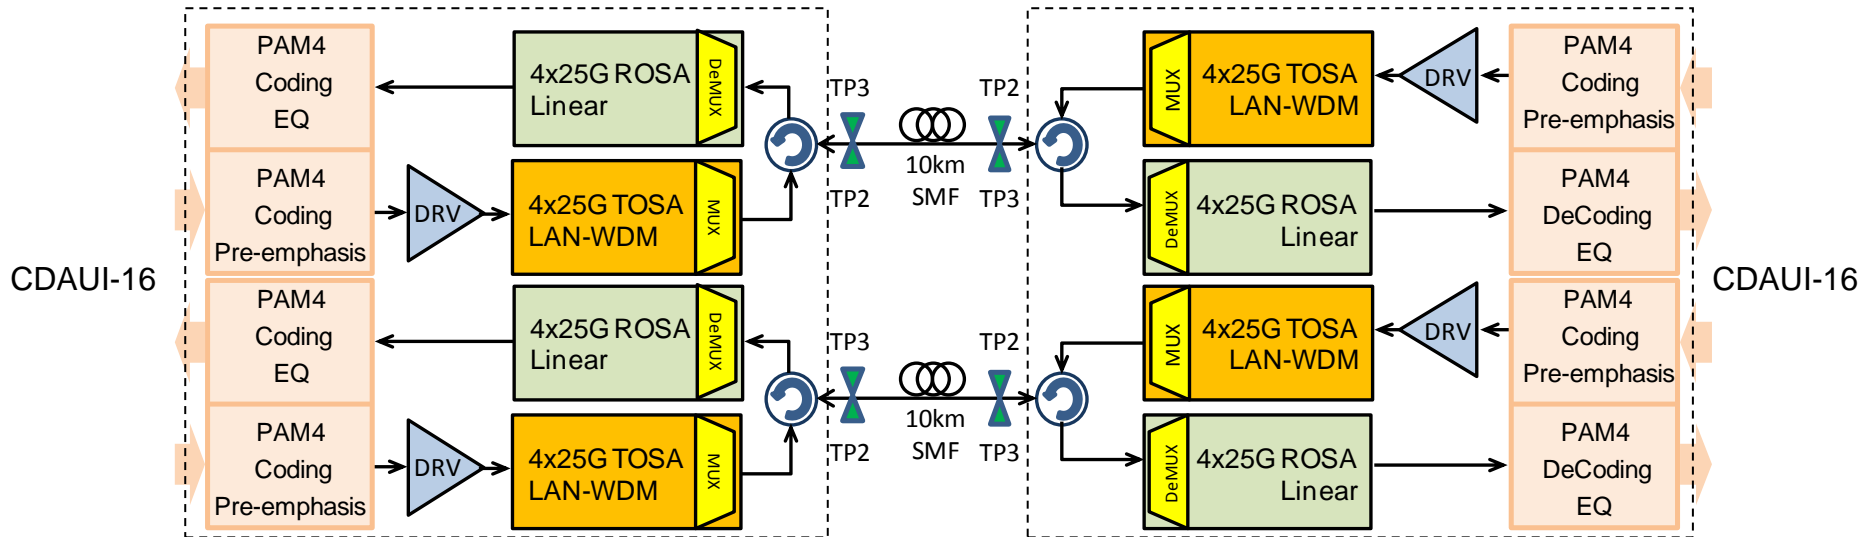 CDAUI-16
PAM4
Coding
EQ
4x25G ROSA
Linear
DeMUX
PAM4
Coding
Pre-emphasis
DRV
4x25G TOSA
LAN-WDM
MUX
TP3
TP2
10km
SMF
TP2
TP3
MUX
4x25G TOSA
LAN-WDM
DRV
PAM4
Coding
Pre-emphasis
DeMUX
4x25G ROSA
Linear
PAM4
DeCoding
EQ
PAM4
Coding
EQ
4x25G ROSA
Linear
DeMUX
PAM4
Coding
Pre-emphasis
DRV
4x25G TOSA
LAN-WDM
MUX
TP3
TP2
10km
SMF
TP2
TP3
MUX
4x25G TOSA
LAN-WDM
DRV
PAM4
Coding
Pre-emphasis
DeMUX
4x25G ROSA
Linear
PAM4
DeCoding
EQ
CDAUI-16